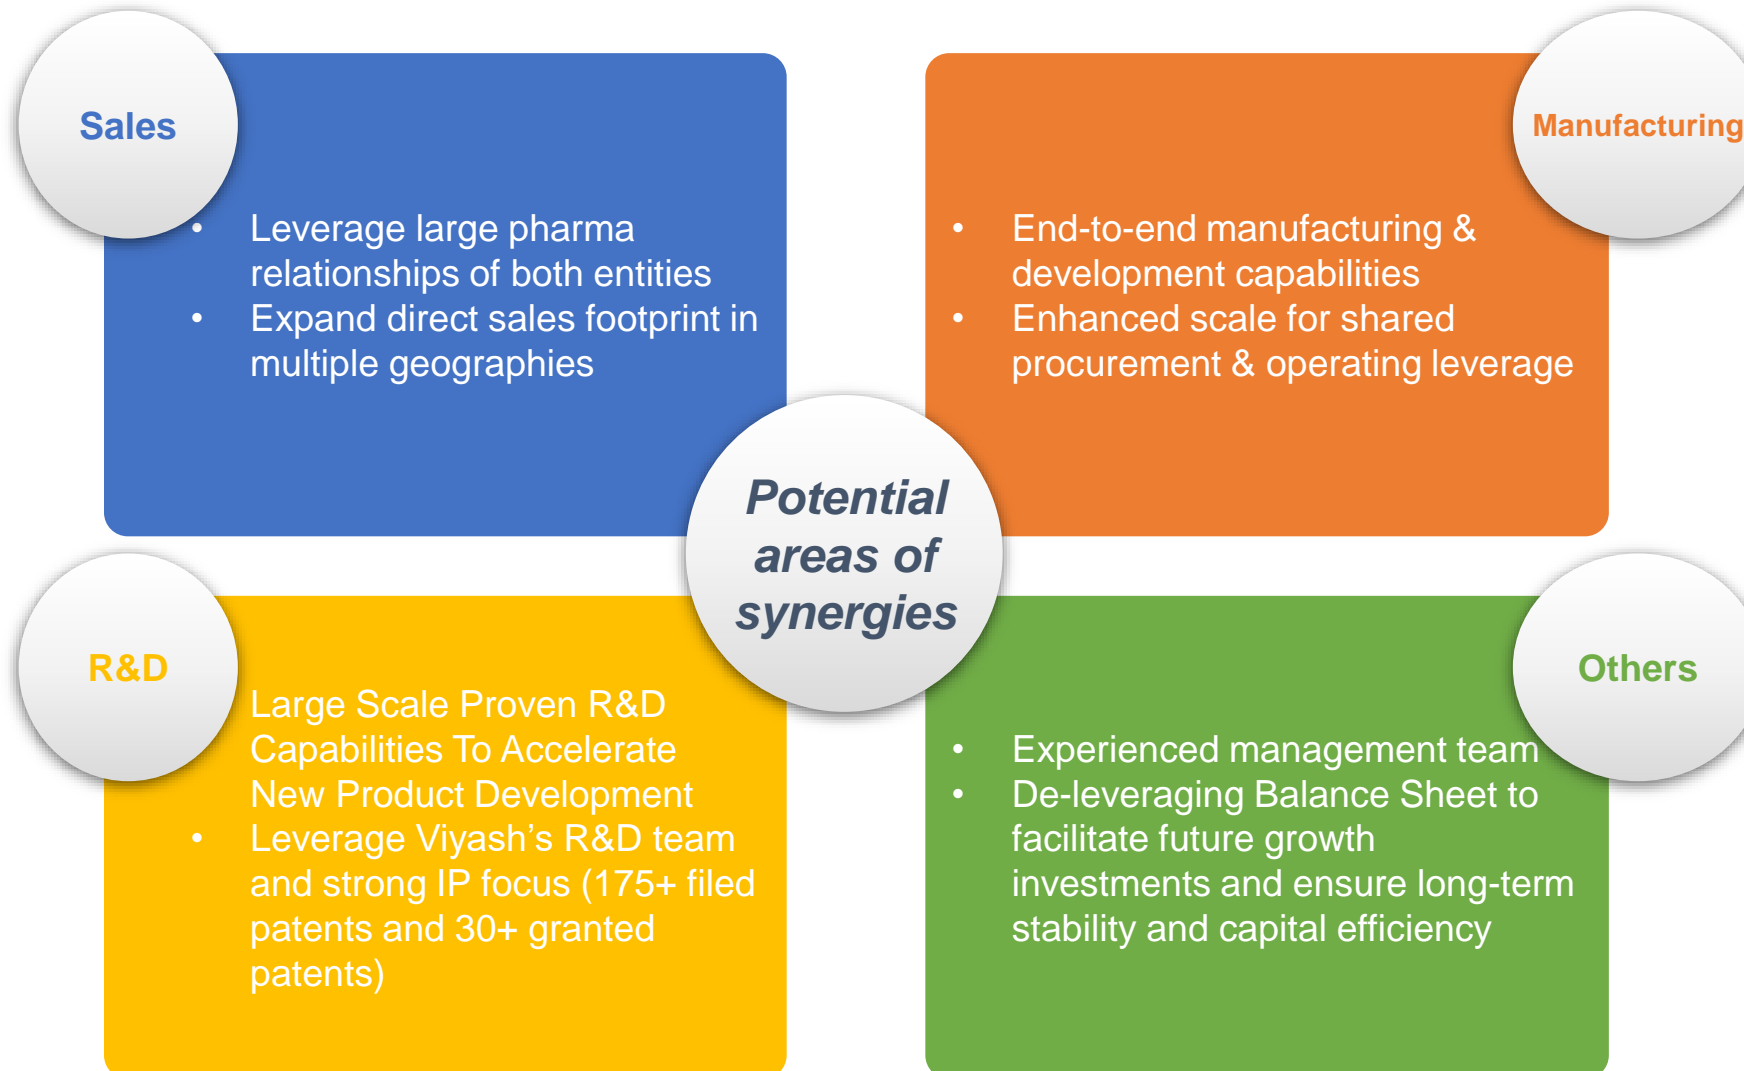 Sales
• Leverage large pharma
relationships of both entities
• Expand direct sales footprint in
multiple geographies
Manufacturing
• End-to-end manufacturing &
development capabilities
• Enhanced scale for shared
procurement & operating leverage
Potential
areas of
synergies
R&D
Large Scale Proven R&D
Capabilities To Accelerate
New Product Development
• Leverage Viyash’s R&D team
and strong IP focus (175+ filed
patents and 30+ granted
patents)
Others
• Experienced management team
• De-leveraging Balance Sheet to
facilitate future growth
investments and ensure long-term
stability and capital efficiency